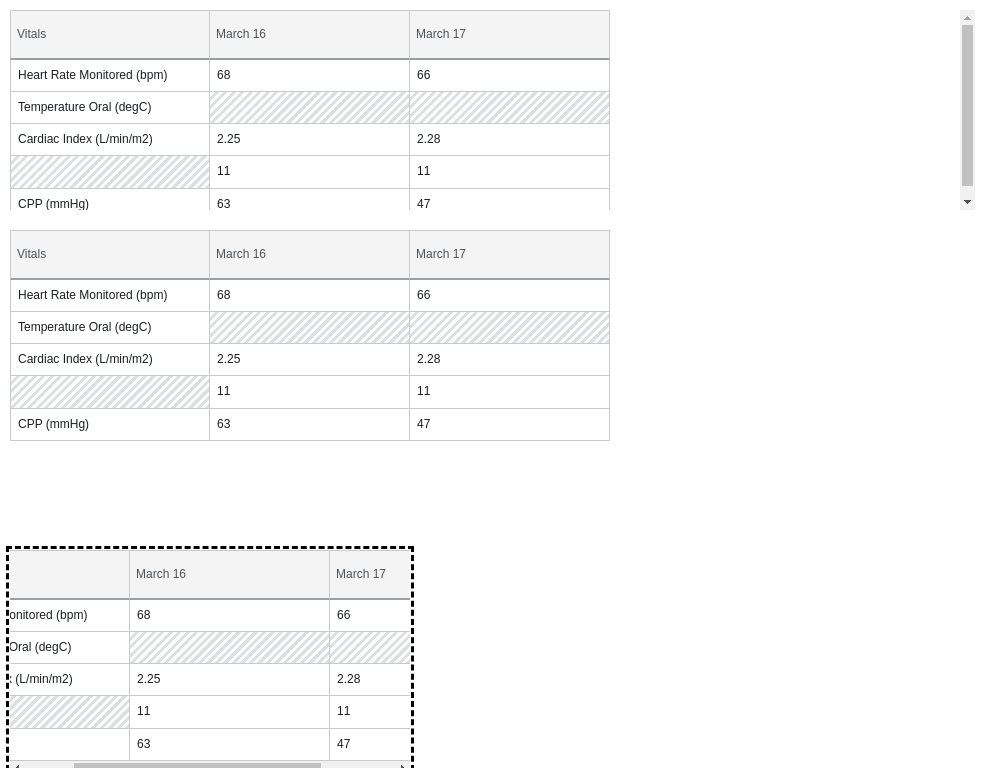 Vitals March 16 March 17
Heart Rate Monitored (bpm) 68 66
Temperature Oral (degC)
Cardiac Index (L/min/m2) 2.25 2.28
11 11
CPP (mmHg) 63 47
Vitals March 16 March 17
Heart Rate Monitored (bpm) 68 66
Temperature Oral (degC)
Cardiac Index (L/min/m2) 2.25 2.28
11 11
CPP (mmHg) 63 47
March 16 March 17
onitored (bpm) 68 66
Oral (degC)
(L/min/m2) 2.25 2.28
11 11
63 47